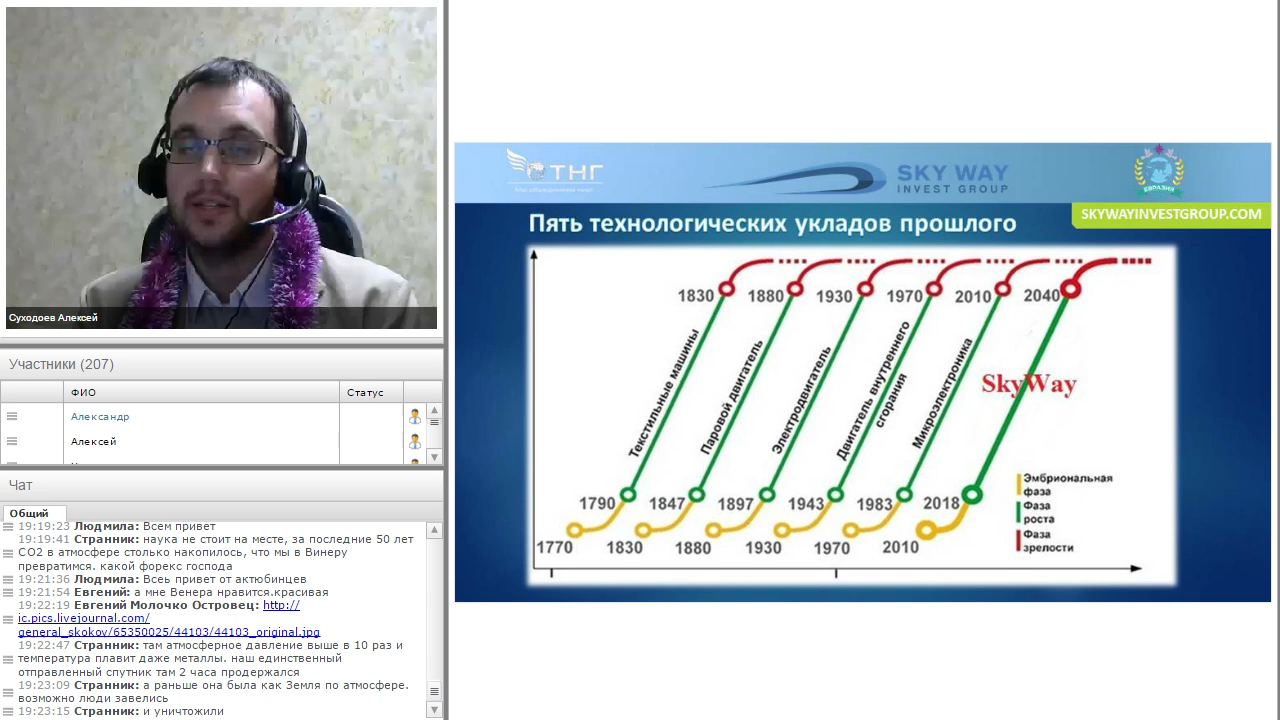 Суходоев Алексей
Участники (207)
ФИО
Статус
Александр
Алексей
Чат
Общий
19:19:23 Людмила: Всем привет
19:19:41 Странник: наука не стоит на месте, за последние 50 лет
СО2 в атмосфере столько накопилось, что мы в Винеру
превратимся. какой форекс господа
19:21:36 Людмила: Всеь привет от актюбинцев
19:21:54 Евгений: а мне Венера нравится.красивая
19:22:19 Евгений Молочко Островец: http://
ic.pics.livejournal.com/
general_skokov/65350025/44103/44103_original.jpg
19:22:47 Странник: там атмосферное давление выше в 10 раз и
температура плавит даже металлы. наш единственный
отправленный спутник там 2 часа продержался
19:23:09 Странник: а раньше она была как Земля по атмосфере.
возможно люди завелись
19:23:15 Странник: и уничтожили
ТНГ
SKY WAY
INVEST GROUP
ЕВРАЗИЯ
SKYWAYINVESTGROUP.COM
Пять технологических укладов прошлого
1830
1880
1930
1970
2010
2040
Текстильные машины
Паровой двигатель
Электродвигатель
Двигатель внутреннего
сгорания
Микроэлектроника
SkyWay
1790
1847
1897
1943
1983
2018
1770
1830
1880
1930
1970
2010
Эмбриональная
фаза
Фаза
роста
Фаза
зрелости